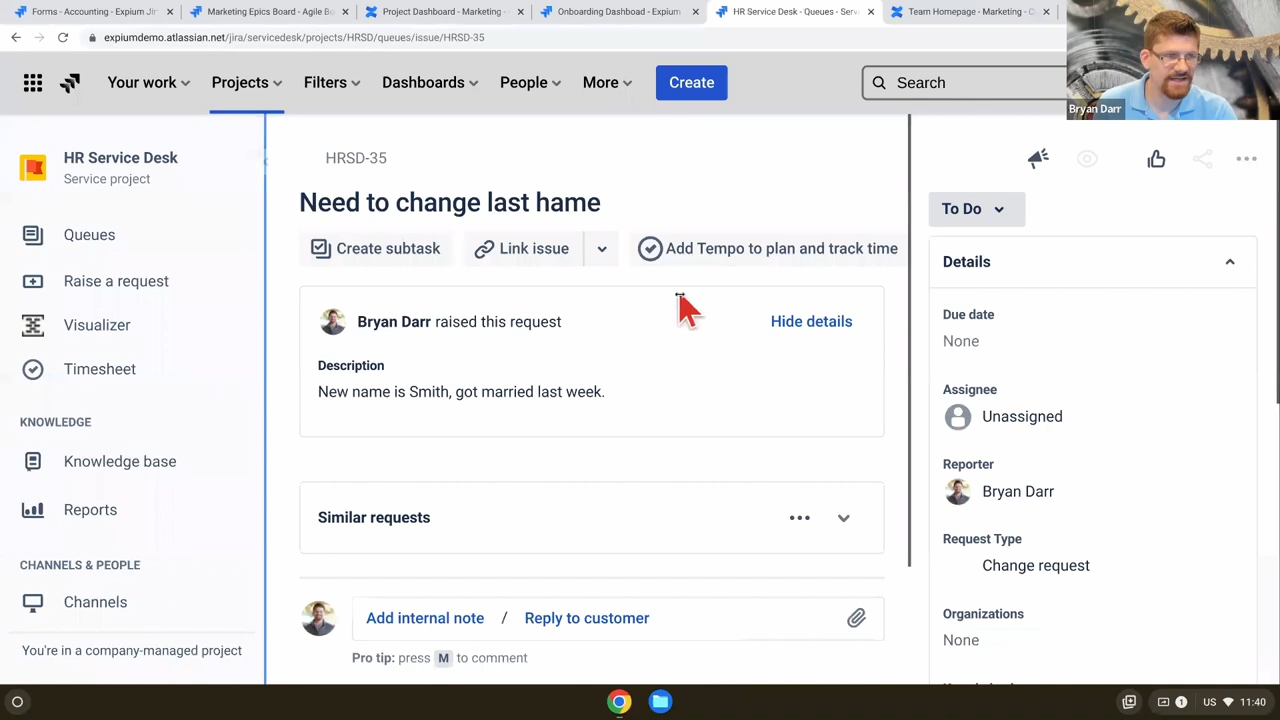 Forms - Accounting - Expium Jir
Marketing Epics Board - Agile Bo
Project Dashboard - Marketing -
Onboarding Dashboad - Expium
HR Service Desk - Queues - Serv
Team Homepage - Marketing - C
expiumdemo.atlassian.net/jira/servicedesk/projects/HRSD/queues/issue/HRSD-35
Your work
Projects
Filters
Dashboards
People
More
Create
Search
Bryan Darr
HR Service Desk
Service project
Queues
Raise a request
Visualizer
Timesheet
KNOWLEDGE
Knowledge base
Reports
CHANNELS & PEOPLE
Channels
You're in a company-managed project
HRSD-35
Need to change last hame
Create subtask
Link issue
Add Tempo to plan and track time
Bryan Darr raised this request
Hide details
Description
New name is Smith, got married last week.
Similar requests
Add internal note / Reply to customer
Pro tip: press M to comment
To Do
Details
Due date
None
Assignee
Unassigned
Reporter
Bryan Darr
Request Type
Change request
Organizations
None
1
US
11:40